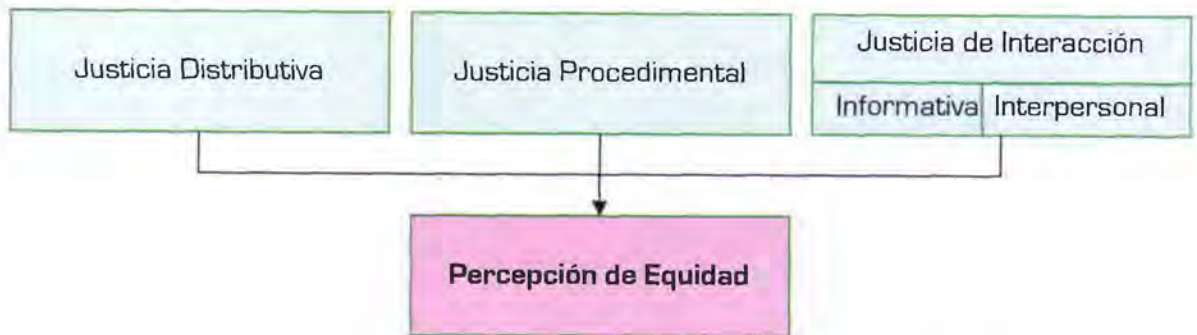 Justicia Distributiva
Justicia Procedimental
Justicia de Interacción
Informativa
Interpersonal
Percepción de Equidad